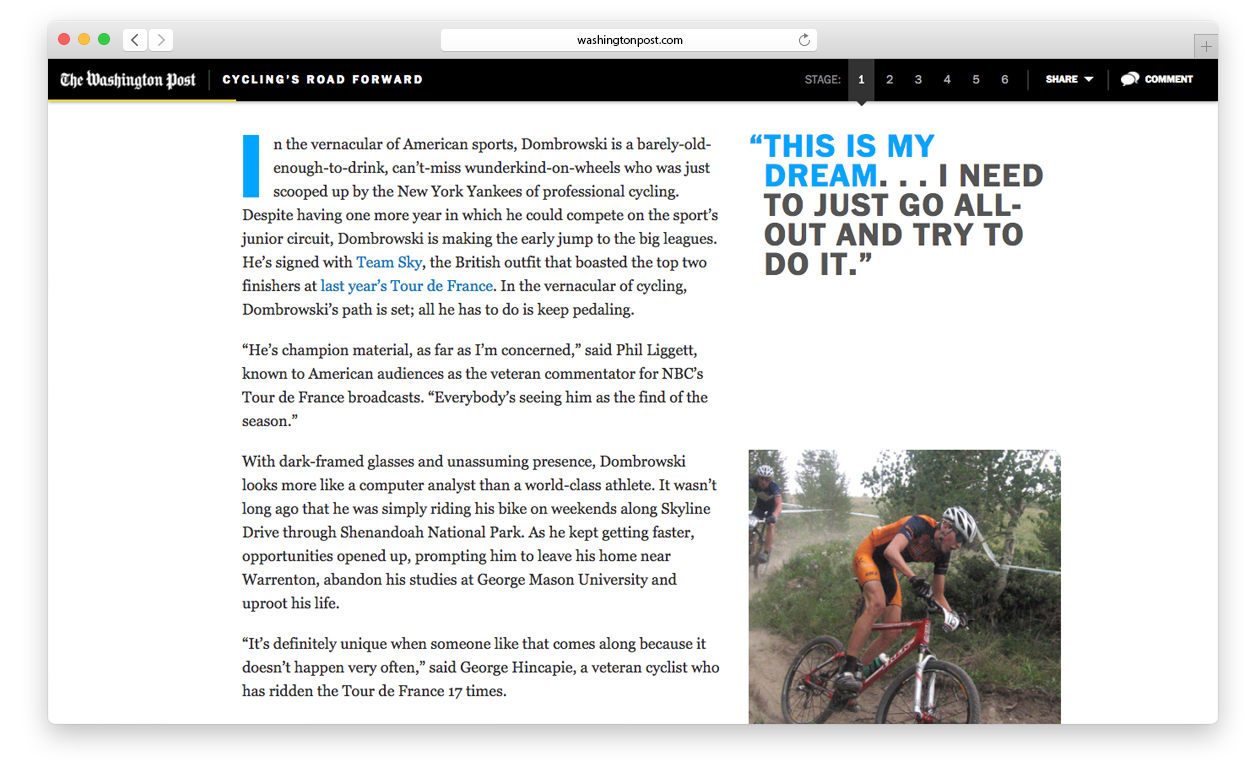 washingtonpost.com
The Washington Post
CYCLING’S ROAD FORWARD
STAGE: 1 2 3 4 5 6
SHARE
COMMENT
In the vernacular of American sports, Dombrowski is a barely-old-
enough-to-drink, can’t-miss wunderkind-on-wheels who was just
scooped up by the New York Yankees of professional cycling.
Despite having one more year in which he could compete on the sport’s
junior circuit, Dombrowski is making the early jump to the big leagues.
He’s signed with Team Sky, the British outfit that boasted the top two
finishers at last year’s Tour de France. In the vernacular of cycling,
Dombrowski’s path is set; all he has to do is keep pedaling.
“He’s champion material, as far as I’m concerned,” said Phil Liggett,
known to American audiences as the veteran commentator for NBC’s
Tour de France broadcasts. “Everybody’s seeing him as the find of the
season.”
With dark-framed glasses and unassuming presence, Dombrowski
looks more like a computer analyst than a world-class athlete. It wasn’t
long ago that he was simply riding his bike on weekends along Skyline
Drive through Shenandoah National Park. As he kept getting faster,
opportunities opened up, prompting him to leave his home near
Warrenton, abandon his studies at George Mason University and
uproot his life.
“It’s definitely unique when someone like that comes along because it
doesn’t happen very often,” said George Hincapie, a veteran cyclist who
has ridden the Tour de France 17 times.
“THIS IS MY
DREAM. . . I NEED
TO JUST GO ALL-
OUT AND TRY TO
DO IT.”
TREK